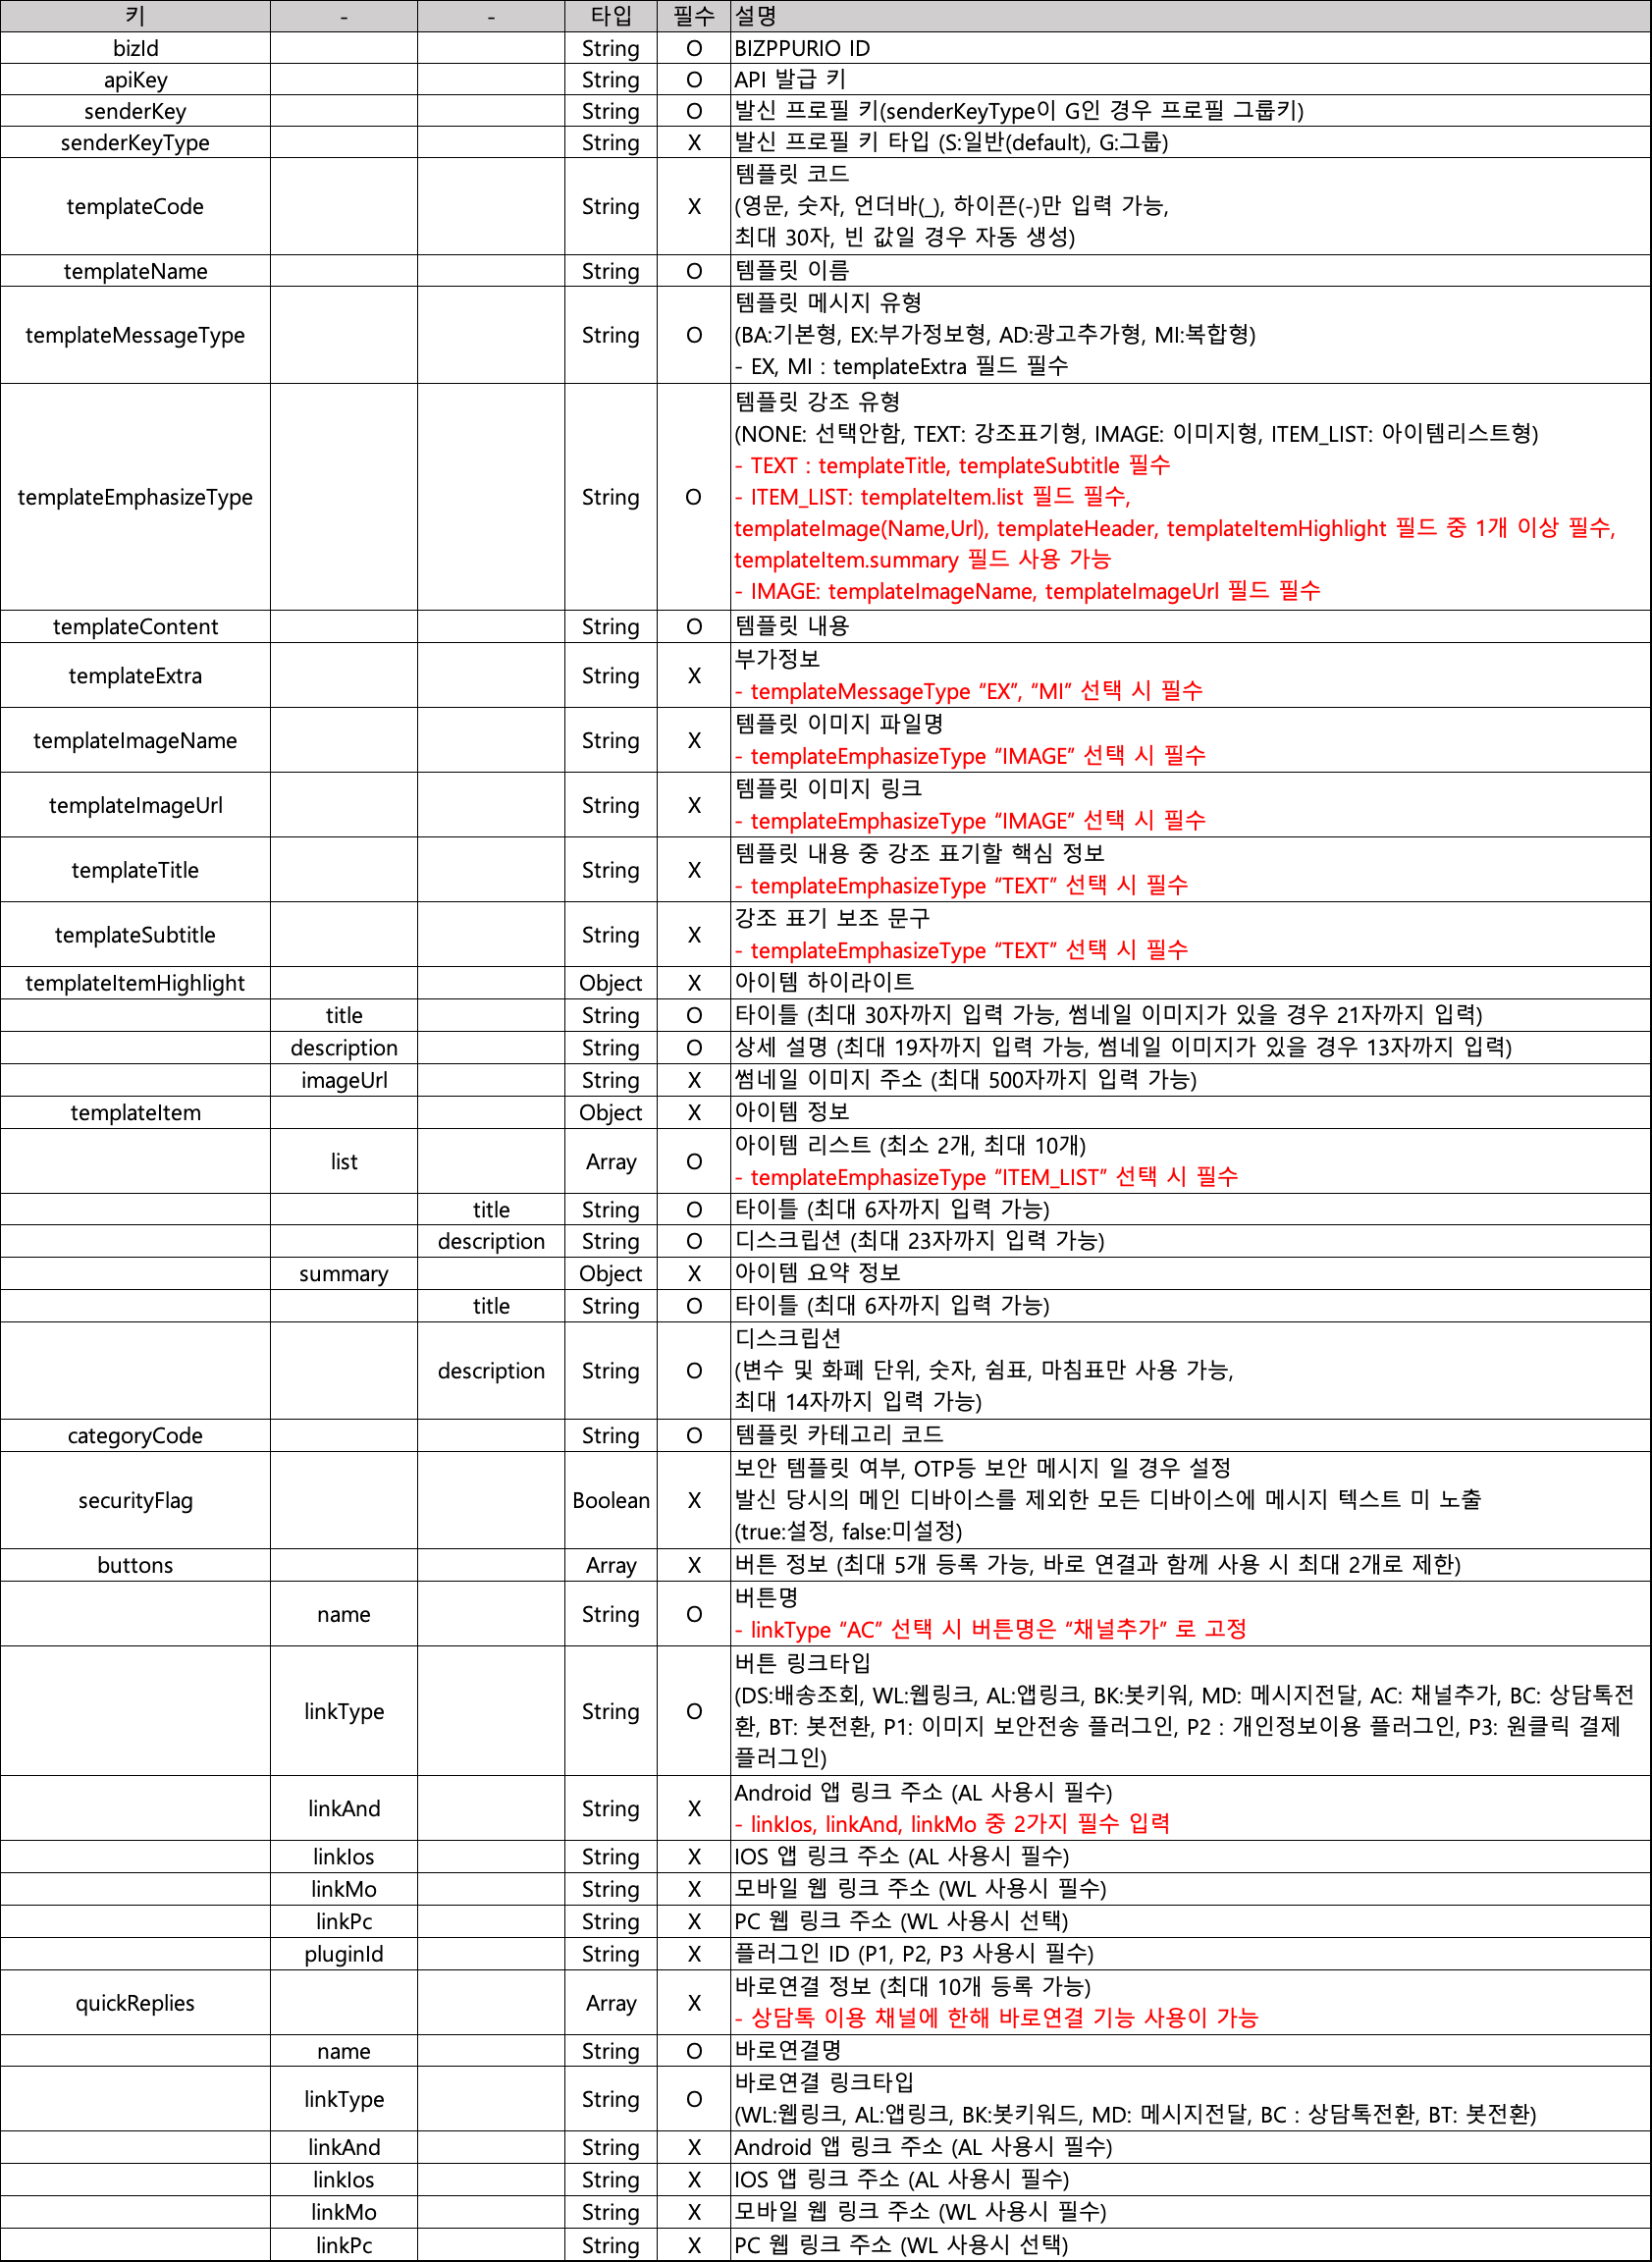 키 - - 타입 필수 설명
bizId String O BIZPPURIO ID
apiKey String O API 발급 키
senderKey String O 발신 프로필 키(senderKeyType이 G인 경우 프로필 그룹키)
senderKeyType String X 발신 프로필 키 타입 (S:일반(default), G:그룹)
templateCode String X 템플릿 코드
(영문, 숫자, 언더바(_), 하이픈(-)만 입력 가능,
최대 30자, 빈 값일 경우 자동 생성)
templateName String O 템플릿 이름
templateMessageType String O 템플릿 메시지 유형
(BA:기본형, EX:부가정보형, AD:광고추가형, MI:복합형)
- EX, MI : templateExtra 필드 필수
templateEmphasizeType String O 템플릿 강조 유형
(NONE: 선택안함, TEXT: 강조표기형, IMAGE: 이미지형, ITEM_LIST: 아이템리스트형)
- TEXT : templateTitle, templateSubtitle 필수
- ITEM_LIST: templateItem.list 필드 필수,
templateImage(Name,Url), templateHeader, templateItemHighlight 필드 중 1개 이상 필수,
templateItem.summary 필드 사용 가능
- IMAGE: templateImageName, templateImageUrl 필드 필수
templateContent String O 템플릿 내용
templateExtra String X 부가정보
- templateMessageType “EX”, “MI” 선택 시 필수
templateImageName String X 템플릿 이미지 파일명
- templateEmphasizeType “IMAGE” 선택 시 필수
templateImageUrl String X 템플릿 이미지 링크
- templateEmphasizeType “IMAGE” 선택 시 필수
templateTitle String X 템플릿 내용 중 강조 표기할 핵심 정보
- templateEmphasizeType “TEXT” 선택 시 필수
templateSubtitle String X 강조 표기 보조 문구
- templateEmphasizeType “TEXT” 선택 시 필수
templateItemHighlight Object X 아이템 하이라이트
title String O 타이틀 (최대 30자까지 입력 가능, 썸네일 이미지가 있을 경우 21자까지 입력)
description String O 상세 설명 (최대 19자까지 입력 가능, 썸네일 이미지가 있을 경우 13자까지 입력)
imageUrl String X 썸네일 이미지 주소 (최대 500자까지 입력 가능)
templateItem Object X 아이템 정보
list Array O 아이템 리스트 (최소 2개, 최대 10개)
- templateEmphasizeType “ITEM_LIST” 선택 시 필수
title String O 타이틀 (최대 6자까지 입력 가능)
description String O 디스크립션 (최대 23자까지 입력 가능)
summary Object X 아이템 요약 정보
title String O 타이틀 (최대 6자까지 입력 가능)
description String O 디스크립션
(변수 및 화폐 단위, 숫자, 쉼표, 마침표만 사용 가능,
최대 14자까지 입력 가능)
categoryCode String O 템플릿 카테고리 코드
securityFlag Boolean X 보안 템플릿 여부, OTP등 보안 메시지 일 경우 설정
발신 당시의 메인 디바이스를 제외한 모든 디바이스에 메시지 텍스트 미 노출
(true:설정, false:미설정)
buttons Array X 버튼 정보 (최대 5개 등록 가능, 바로 연결과 함께 사용 시 최대 2개로 제한)
name String O 버튼명
- linkType “AC” 선택 시 버튼명은 “채널추가” 로 고정
linkType String O 버튼 링크타입
(DS:배송조회, WL:웹링크, AL:앱링크, BK:봇키워, MD: 메시지전달, AC: 채널추가, BC: 상담톡전
환, BT: 봇전환, P1: 이미지 보안전송 플러그인, P2 : 개인정보이용 플러그인, P3: 원클릭 결제
플러그인)
linkAnd String X Android 앱 링크 주소 (AL 사용시 필수)
- linkIos, linkAnd, linkMo 중 2가지 필수 입력
linkIos String X IOS 앱 링크 주소 (AL 사용시 필수)
linkMo String X 모바일 웹 링크 주소 (WL 사용시 필수)
linkPc String X PC 웹 링크 주소 (WL 사용시 선택)
pluginId String X 플러그인 ID (P1, P2, P3 사용시 필수)
quickReplies Array X 바로연결 정보 (최대 10개 등록 가능)
- 상담톡 이용 채널에 한해 바로연결 기능 사용이 가능
name String O 바로연결명
linkType String O 바로연결 링크타입
(WL:웹링크, AL:앱링크, BK:봇키워드, MD: 메시지전달, BC : 상담톡전환, BT: 봇전환)
linkAnd String X Android 앱 링크 주소 (AL 사용시 필수)
linkIos String X IOS 앱 링크 주소 (AL 사용시 필수)
linkMo String X 모바일 웹 링크 주소 (WL 사용시 필수)
linkPc String X PC 웹 링크 주소 (WL 사용시 선택)